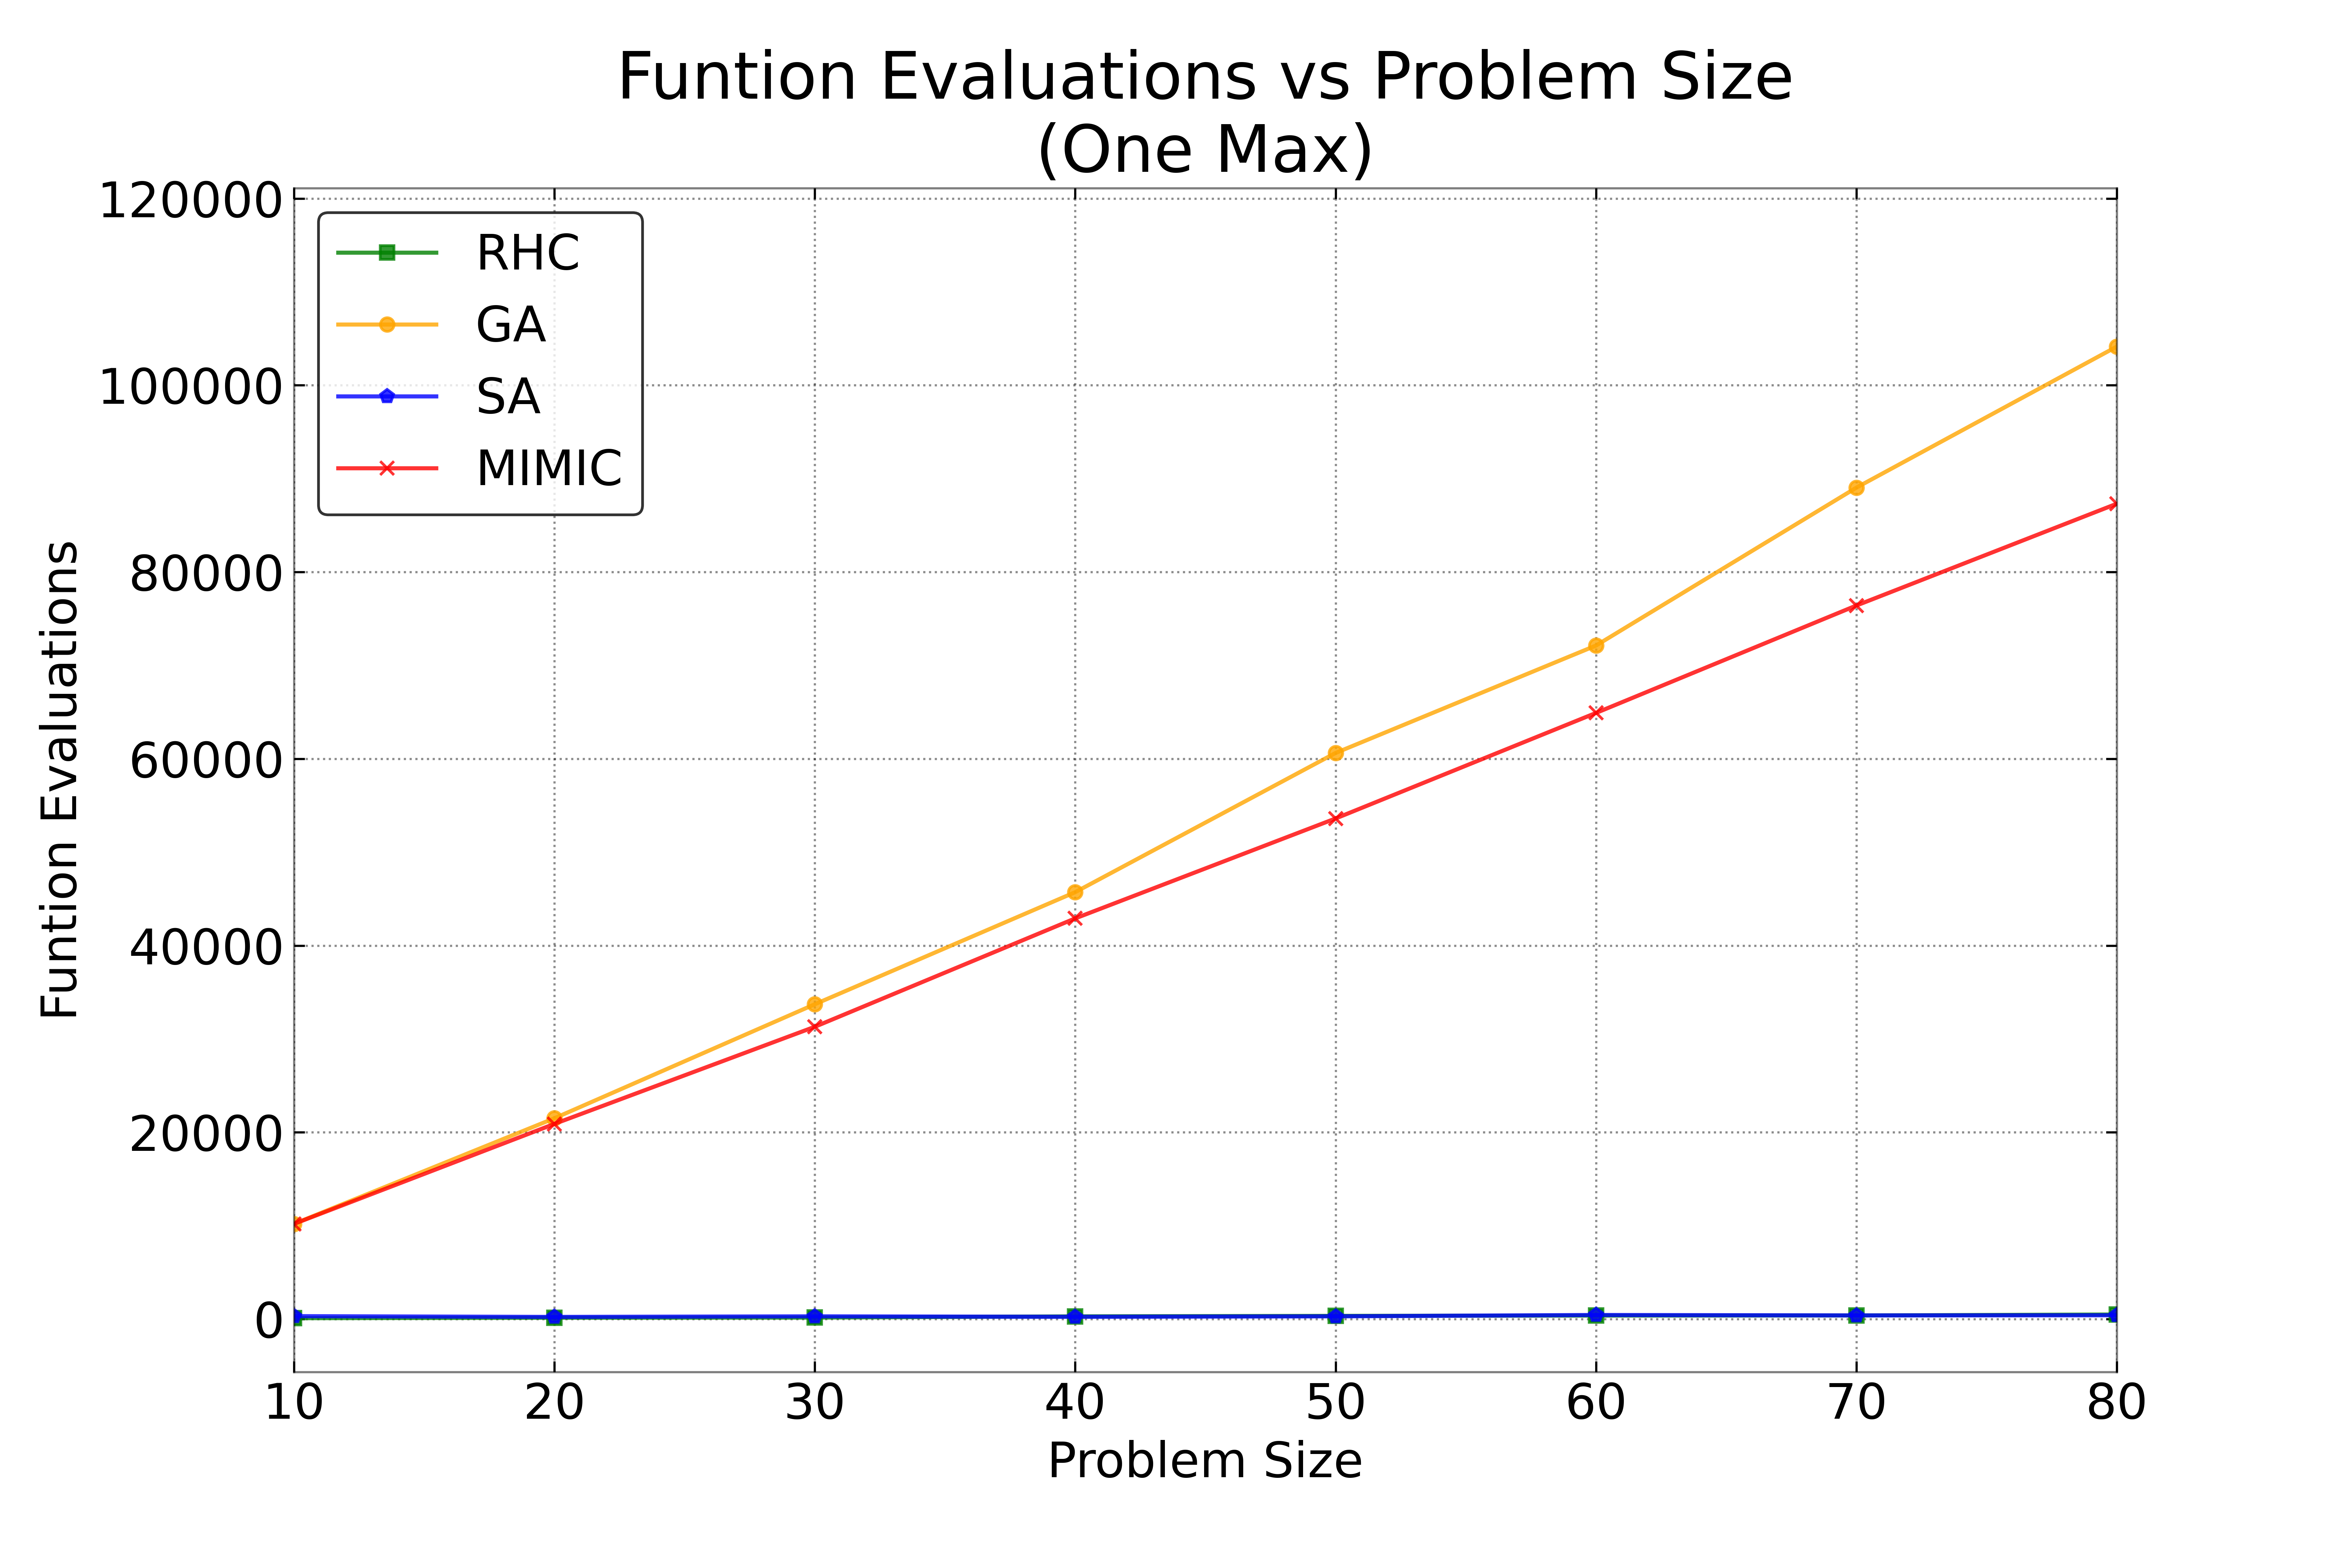 Funtion Evaluations vs Problem Size
(One Max)
120000
100000
80000
60000
40000
20000
0
Funtion Evaluations
RHC
GA
SA
MIMIC
10 20 30 40 50 60 70 80
Problem Size